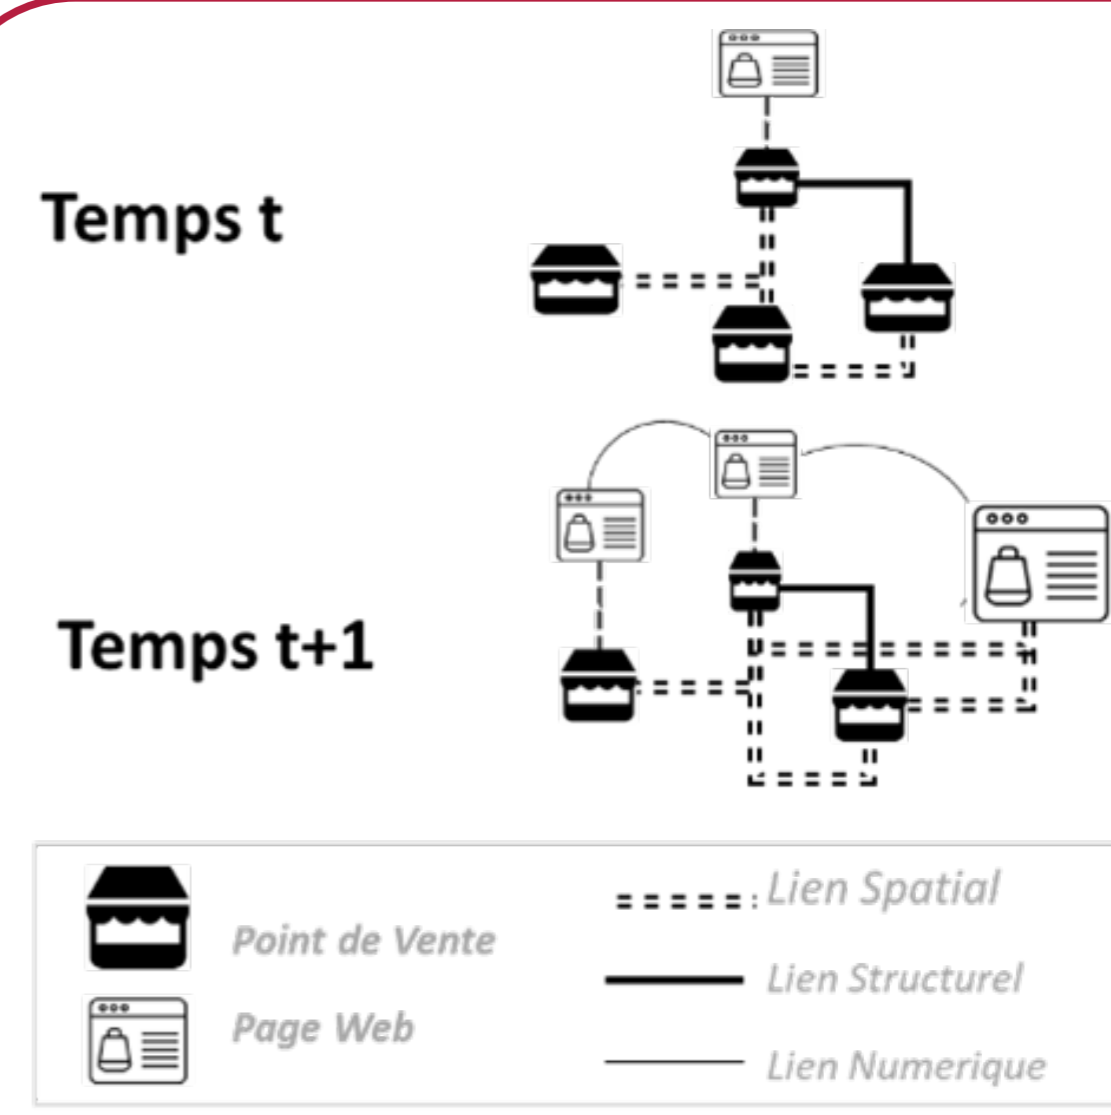 Temps t
Temps t+1
Point de Vente
Page Web
Lien Spatial
Lien Structurel
Lien Numerique